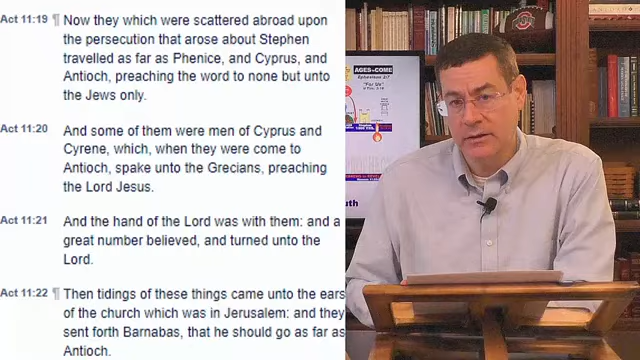 Act 11:19 ¶ Now they which were scattered abroad upon
the persecution that arose about Stephen
travelled as far as Phenice, and Cyprus, and
Antioch, preaching the word to none but unto
the Jews only.
Act 11:20 And some of them were men of Cyprus and
Cyrene, which, when they were come to
Antioch, spake unto the Grecians, preaching
the Lord Jesus.
Act 11:21 And the hand of the Lord was with them: and a
great number believed, and turned unto the
Lord.
Act 11:22 ¶ Then tidings of these things came unto the ears
of the church which was in Jerusalem: and they
sent forth Barnabas, that he should go as far as
Antioch.
AGES-COME
Ephesians 2:7
"For Us"
uth